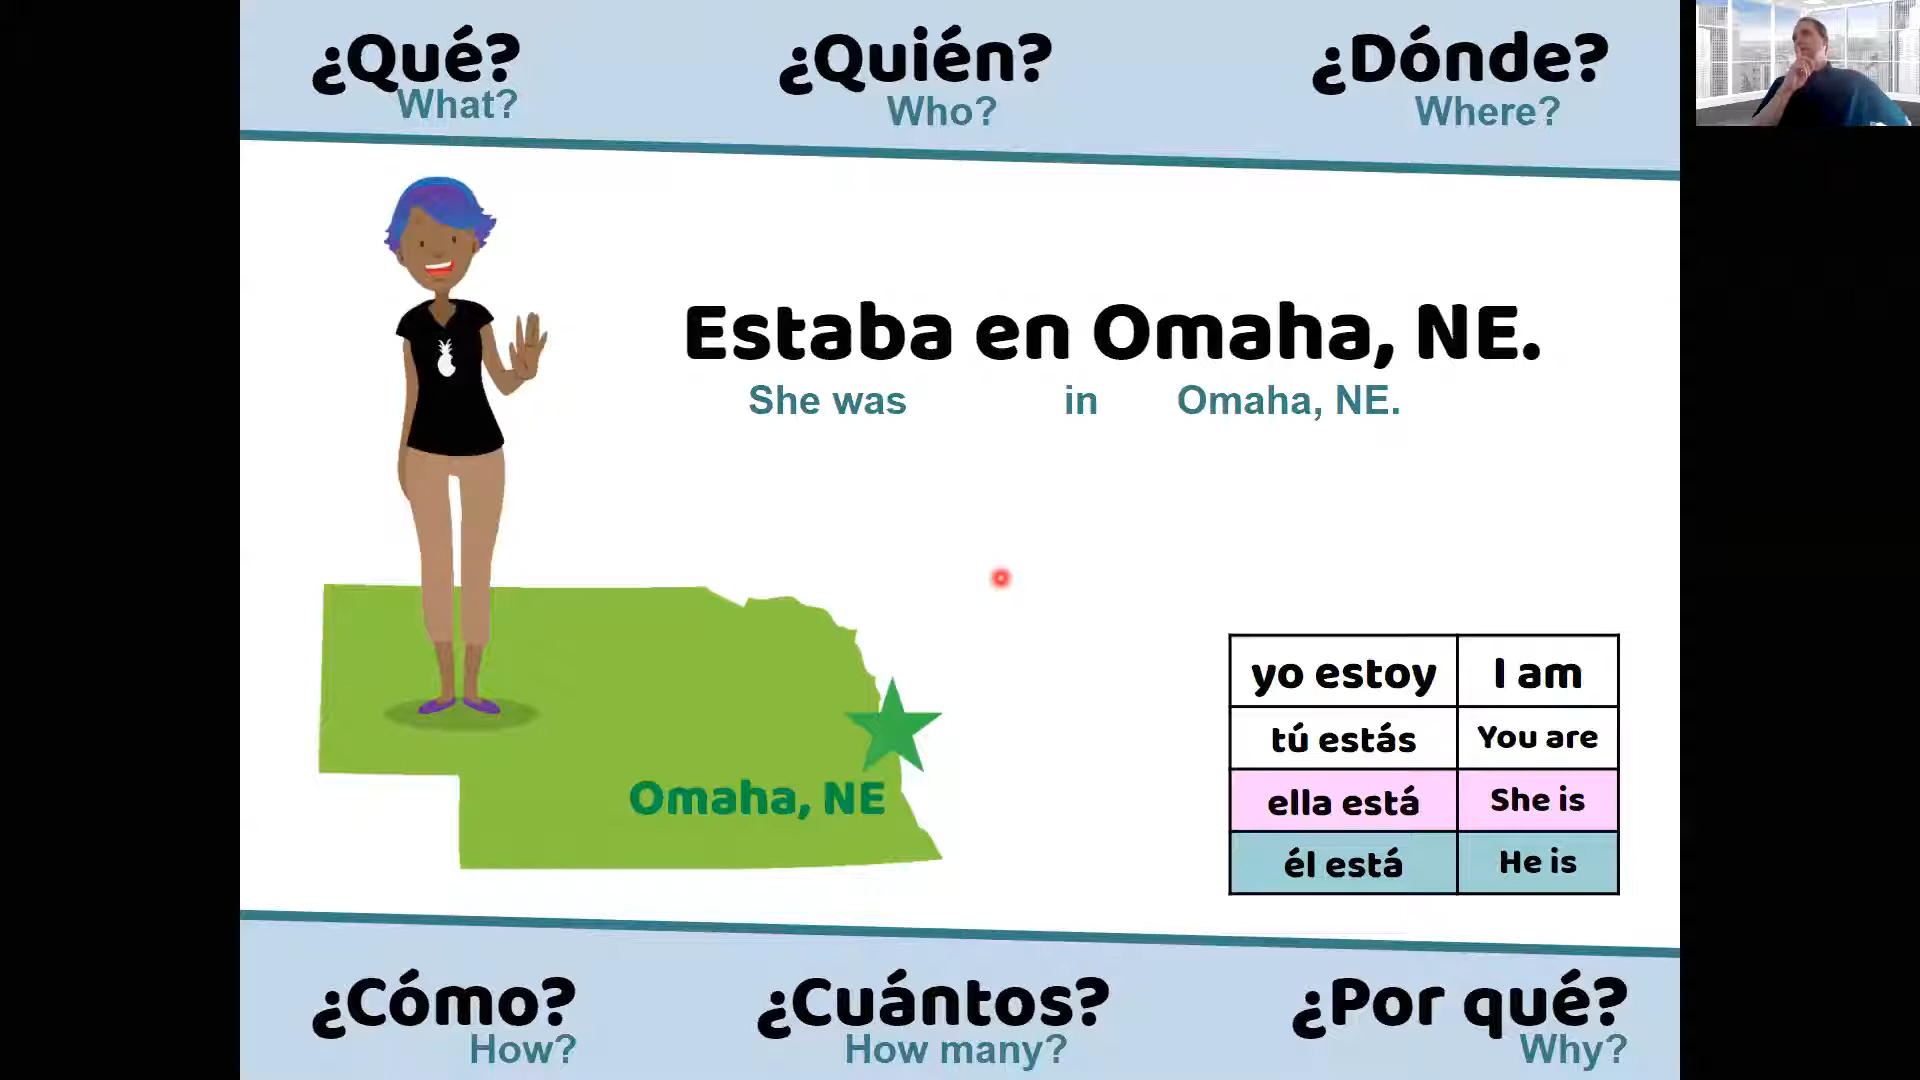 ¿Qué? ¿Quién? ¿Dónde?
What? Who? Where?
Estaba en Omaha, NE.
She was in Omaha, NE.
yo estoy I am
tú estás You are
ella está She is
él está He is
Omaha, NE
¿Cómo? ¿Cuántos? ¿Por qué?
How? How many? Why?